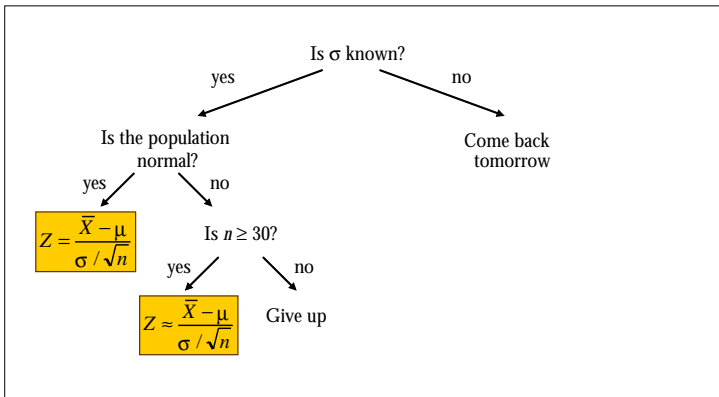 Is σ known?
yes
no
Is the population
normal?
Come back
tomorrow
yes
no
Z = (X̅ − μ) / (σ / √n)
Is n ≥ 30?
yes
no
Z ≈ (X̅ − μ) / (σ / √n)
Give up